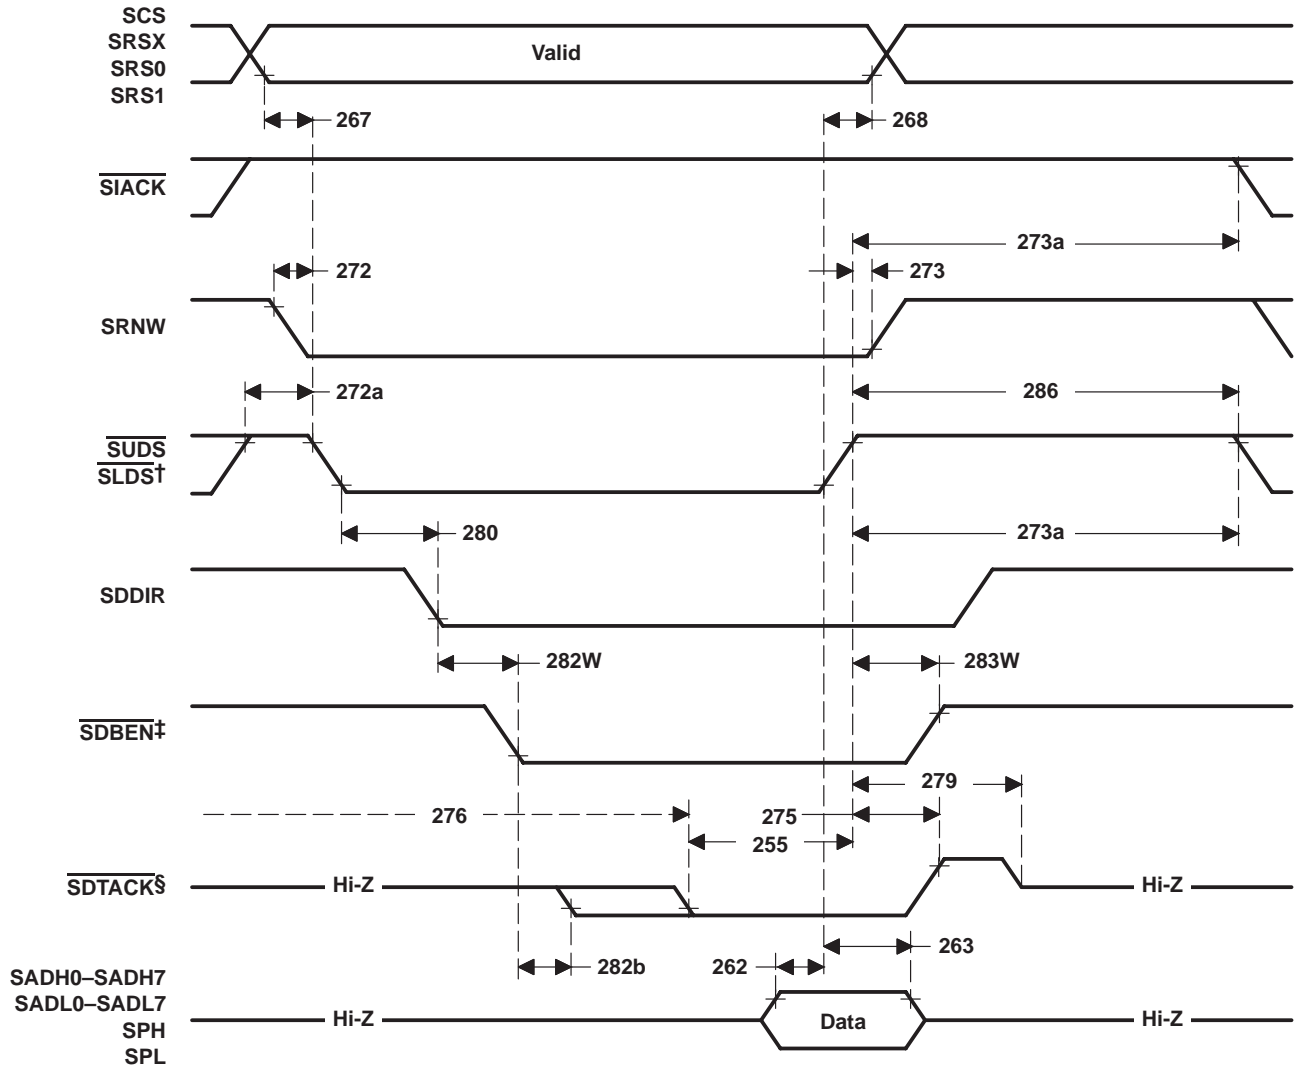 SCS
SRSX
SRS0
SRS1
Valid
267
268
SIACK
273a
272
273
SRNW
272a
286
SUDS
SLDS†
280
273a
SDDIR
282W
283W
SDBEN‡
279
276
275
255
SDTACK§
Hi-Z
Hi-Z
263
282b
262
SADH0–SADH7
SADL0–SADL7
SPH
SPL
Hi-Z
Data
Hi-Z